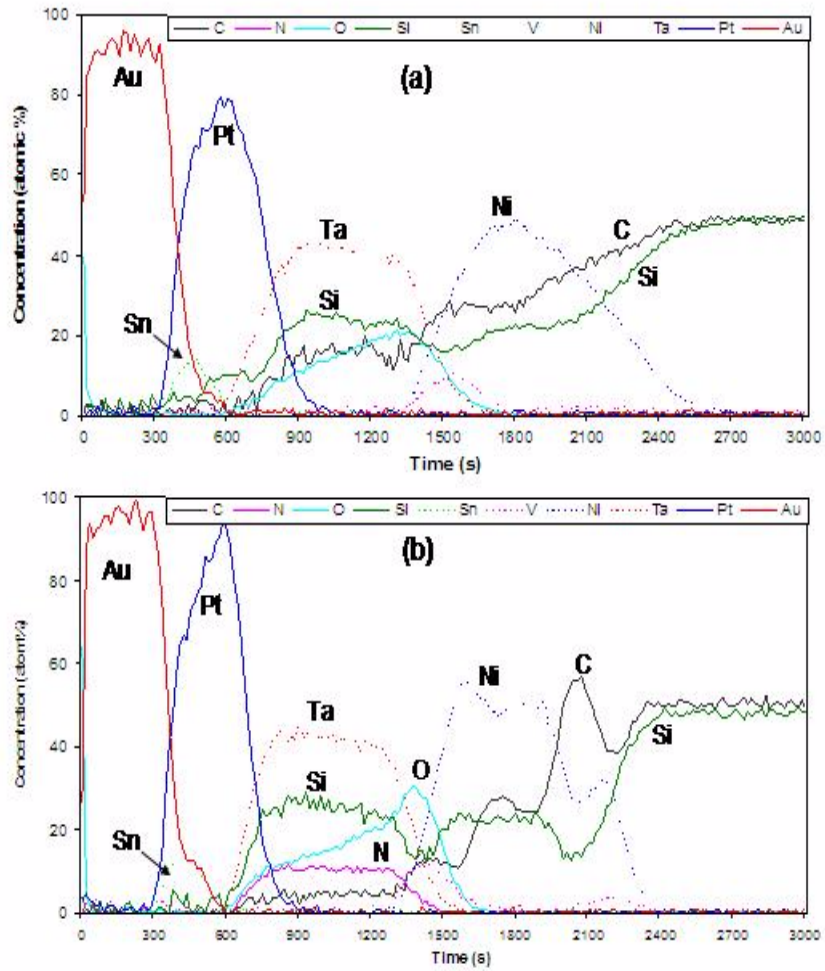 C N O Si Sn V Ni Ta Pt Au
(a)
Au
Pt
Ta
Ni
C
Si
Si
Sn
100
80
60
40
20
0
Concentration (atomic %)
0 300 600 900 1200 1500 1800 2100 2400 2700 3000
Time (s)
C N O Si Sn V Ni Ta Pt Au
(b)
Au
Pt
Ta
Ni
C
Si
O
Si
N
Sn
100
80
60
40
20
0
Concentration (atom%)
0 300 600 900 1200 1500 1800 2100 2400 2700 3000
Time (s)